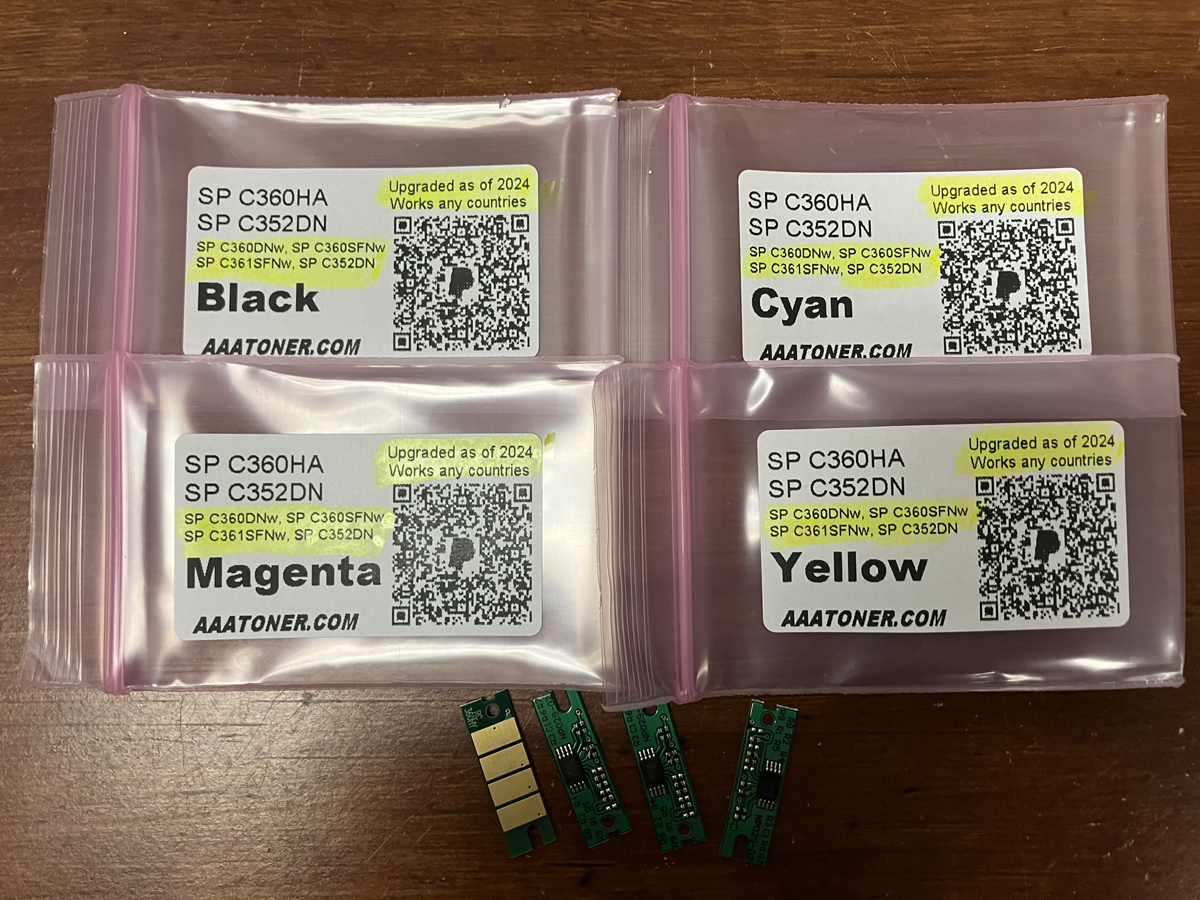 SP C360HA
SP C352DN
SP C360DNw, SP C360SFNw
SP C361SFNw, SP C352DN
Black
AAATONER.COM
Upgraded as of 2024
Works any countries
SP C360HA
SP C352DN
SP C360DNw, SP C360SFNw
SP C361SFNw, SP C352DN
Cyan
AAATONER.COM
Upgraded as of 2024
Works any countries
SP C360HA
SP C352DN
SP C360DNw, SP C360SFNw
SP C361SFNw, SP C352DN
Magenta
AAATONER.COM
Upgraded as of 2024
Works any countries
SP C360HA
SP C352DN
SP C360DNw, SP C360SFNw
SP C361SFNw, SP C352DN
Yellow
AAATONER.COM
Upgraded as of 2024
Works any countries